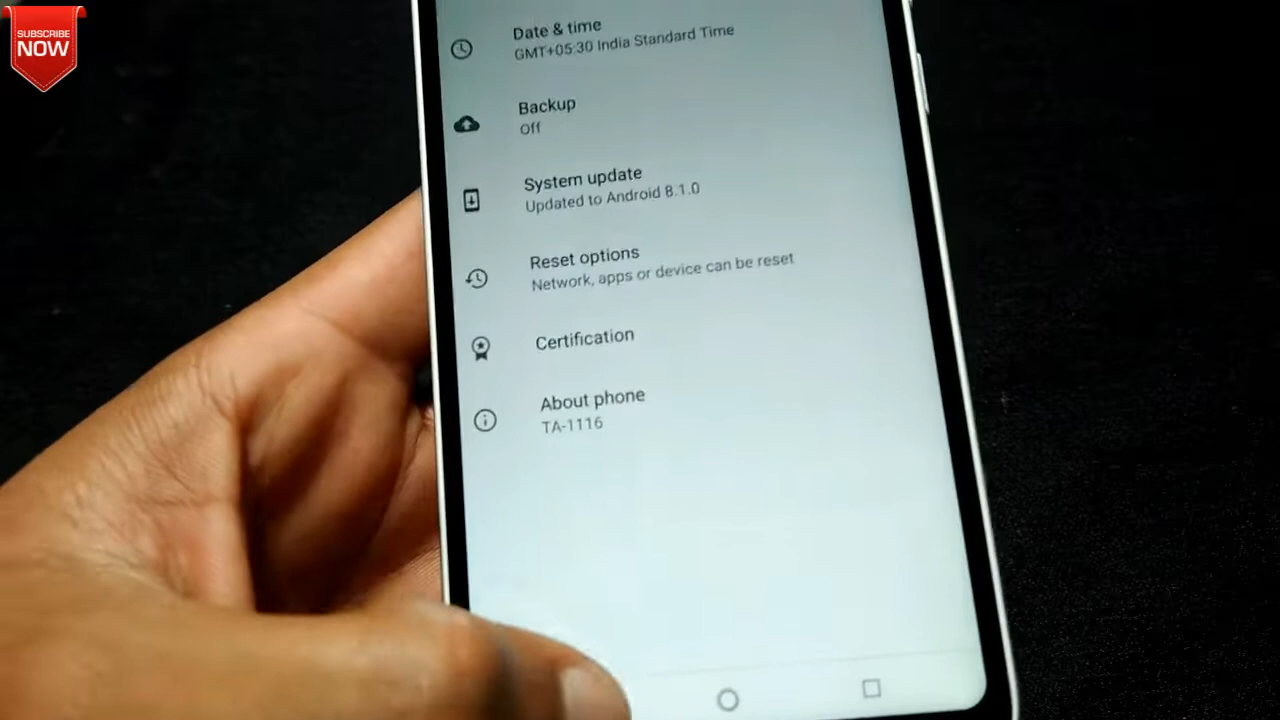 SUBSCRIBE
NOW
Date & time
GMT+05:30 India Standard Time
Backup
Off
System update
Updated to Android 8.1.0
Reset options
Network, apps or device can be reset
Certification
About phone
TA-1116